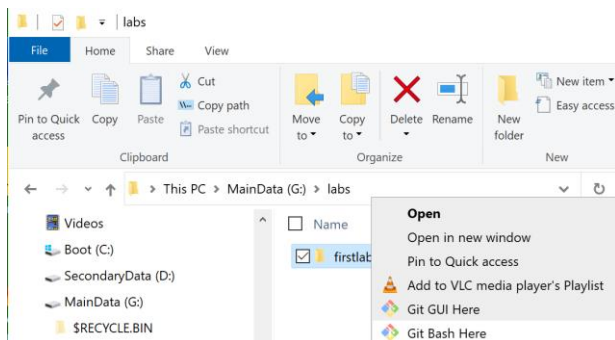 labs
File Home Share View
Pin to Quick access
Copy
Paste
Cut
Copy path
Paste shortcut
Move to
Copy to
Delete
Rename
New folder
New item
Easy access
Clipboard Organize New
This PC > MainData (G:) > labs
Videos
Boot (C:)
SecondaryData (D:)
MainData (G:)
$RECYCLE.BIN
Name
firstlab
Open
Open in new window
Pin to Quick access
Add to VLC media player's Playlist
Git GUI Here
Git Bash Here